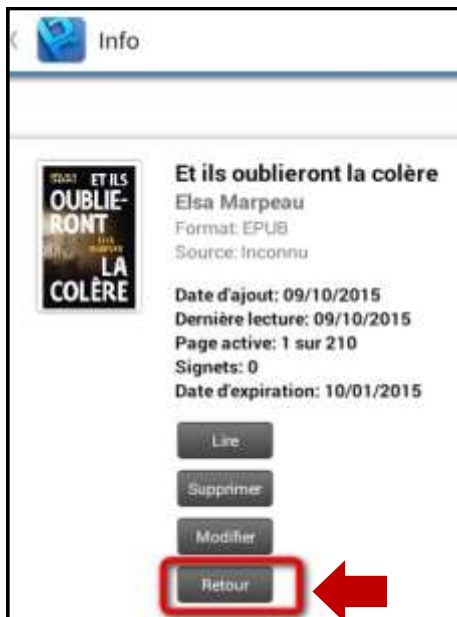 Info
ET ILS
OUBLIE-
RONT
LA
COLÈRE
Et ils oublieront la colère
Elsa Marpeau
Format: EPUB
Source: Inconnu
Date d'ajout: 09/10/2015
Dernière lecture: 09/10/2015
Page active: 1 sur 210
Signets: 0
Date d'expiration: 10/01/2015
Lire
Supprimer
Modifier
Retour